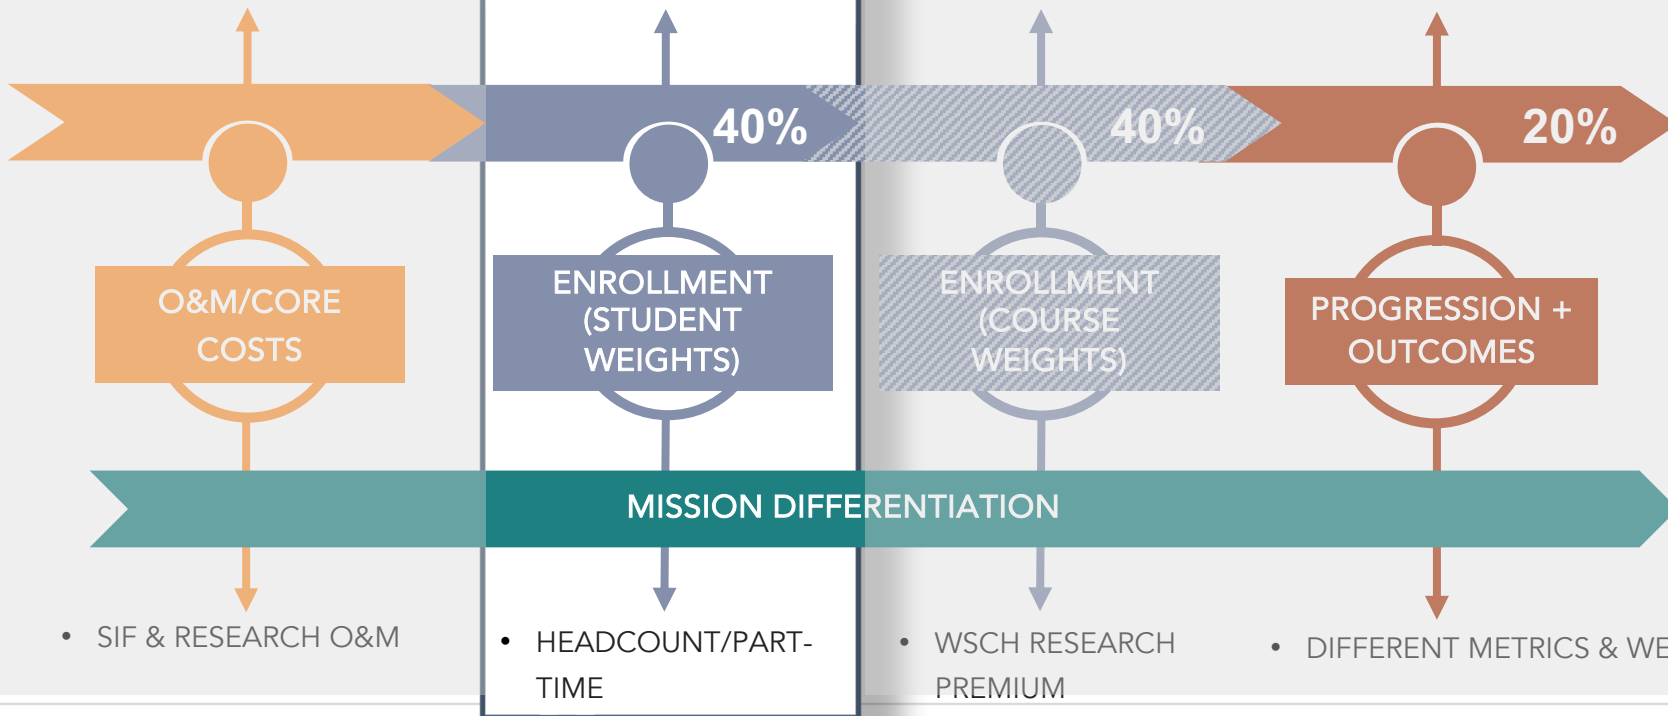 40%
40%
20%
O&M/CORE
COSTS
ENROLLMENT
(STUDENT
WEIGHTS)
ENROLLMENT
(COURSE
WEIGHTS)
PROGRESSION +
OUTCOMES
MISSION DIFFERENTIATION
• SIF & RESEARCH O&M
• HEADCOUNT/PART-
TIME
• WSCH RESEARCH
PREMIUM
• DIFFERENT METRICS & WE